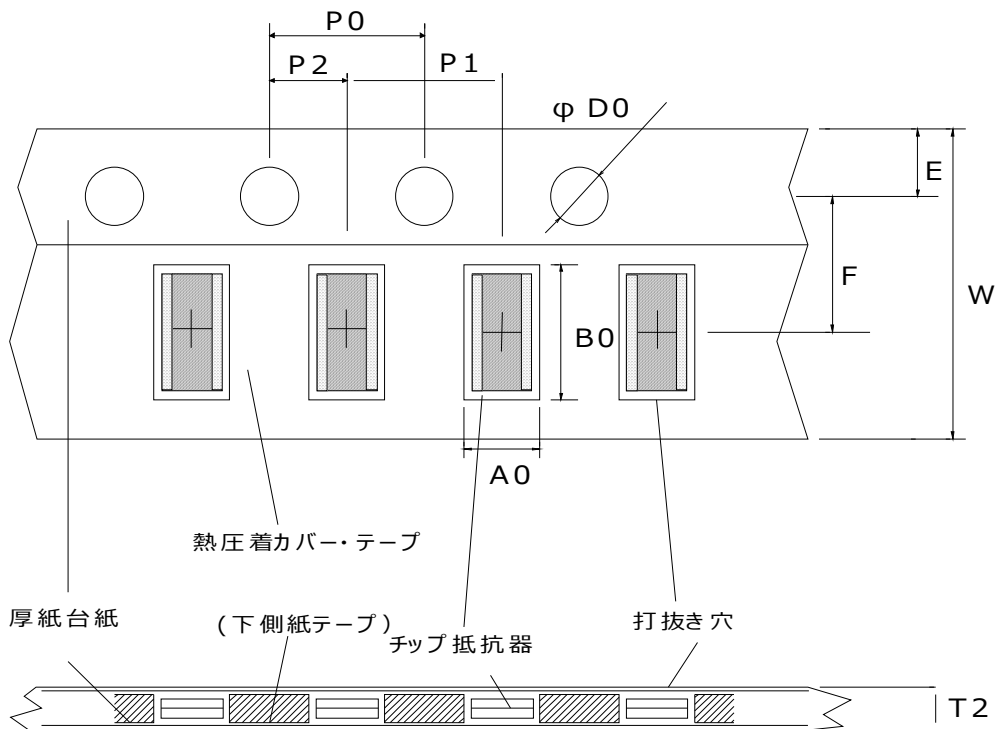 P0
P2
P1
φ D0
E
F
W
B0
A0
熱圧着カバー・テープ
厚紙台紙
(下側紙テープ)
チップ抵抗器
打抜き穴
T2